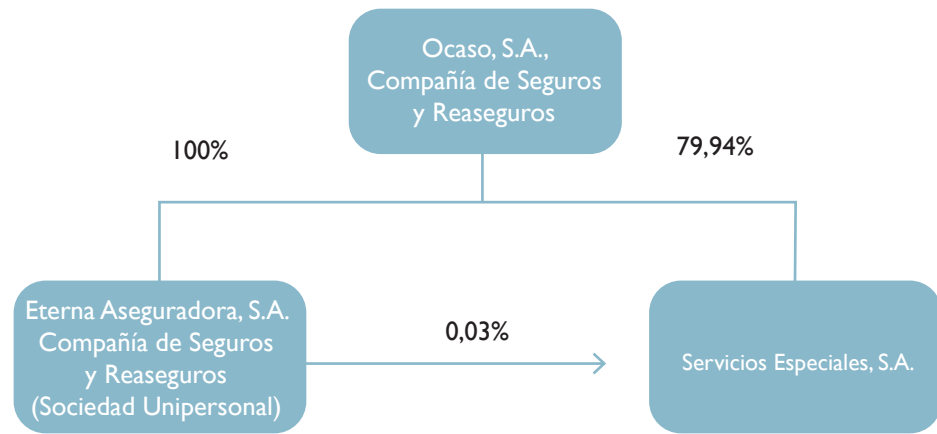 Ocaso, S.A.,
Compañía de Seguros
y Reaseguros
100%
79,94%
Eterna Aseguradora, S.A.
Compañía de Seguros
y Reaseguros
(Sociedad Unipersonal)
0,03%
Servicios Especiales, S.A.